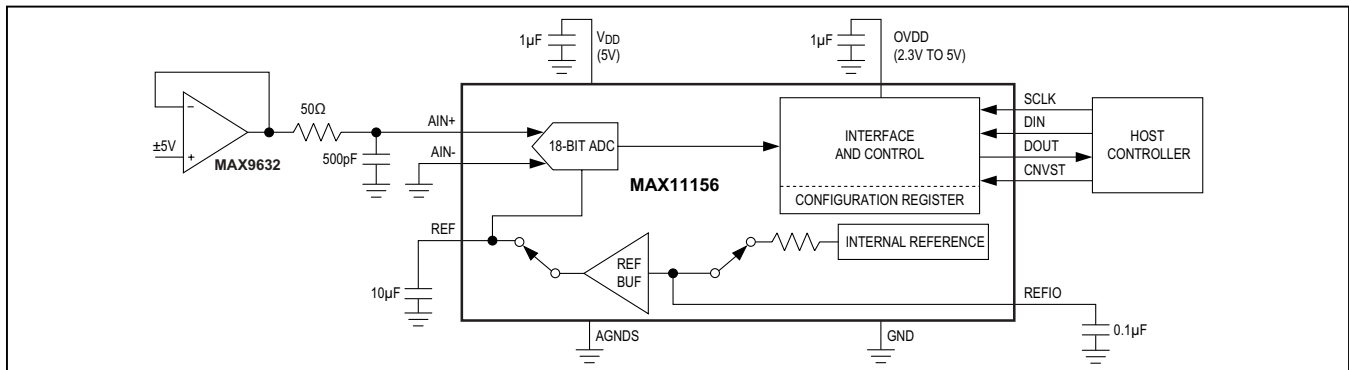 1µF
VDD
(5V)
1µF
OVDD
(2.3V TO 5V)
50Ω
−
±5V
+
MAX9632
500pF
AIN+
AIN-
18-BIT ADC
MAX11156
INTERFACE
AND CONTROL
CONFIGURATION REGISTER
SCLK
DIN
DOUT
CNVST
HOST
CONTROLLER
REF
10µF
REF
BUF
INTERNAL REFERENCE
REFIO
0.1µF
AGNDS
GND